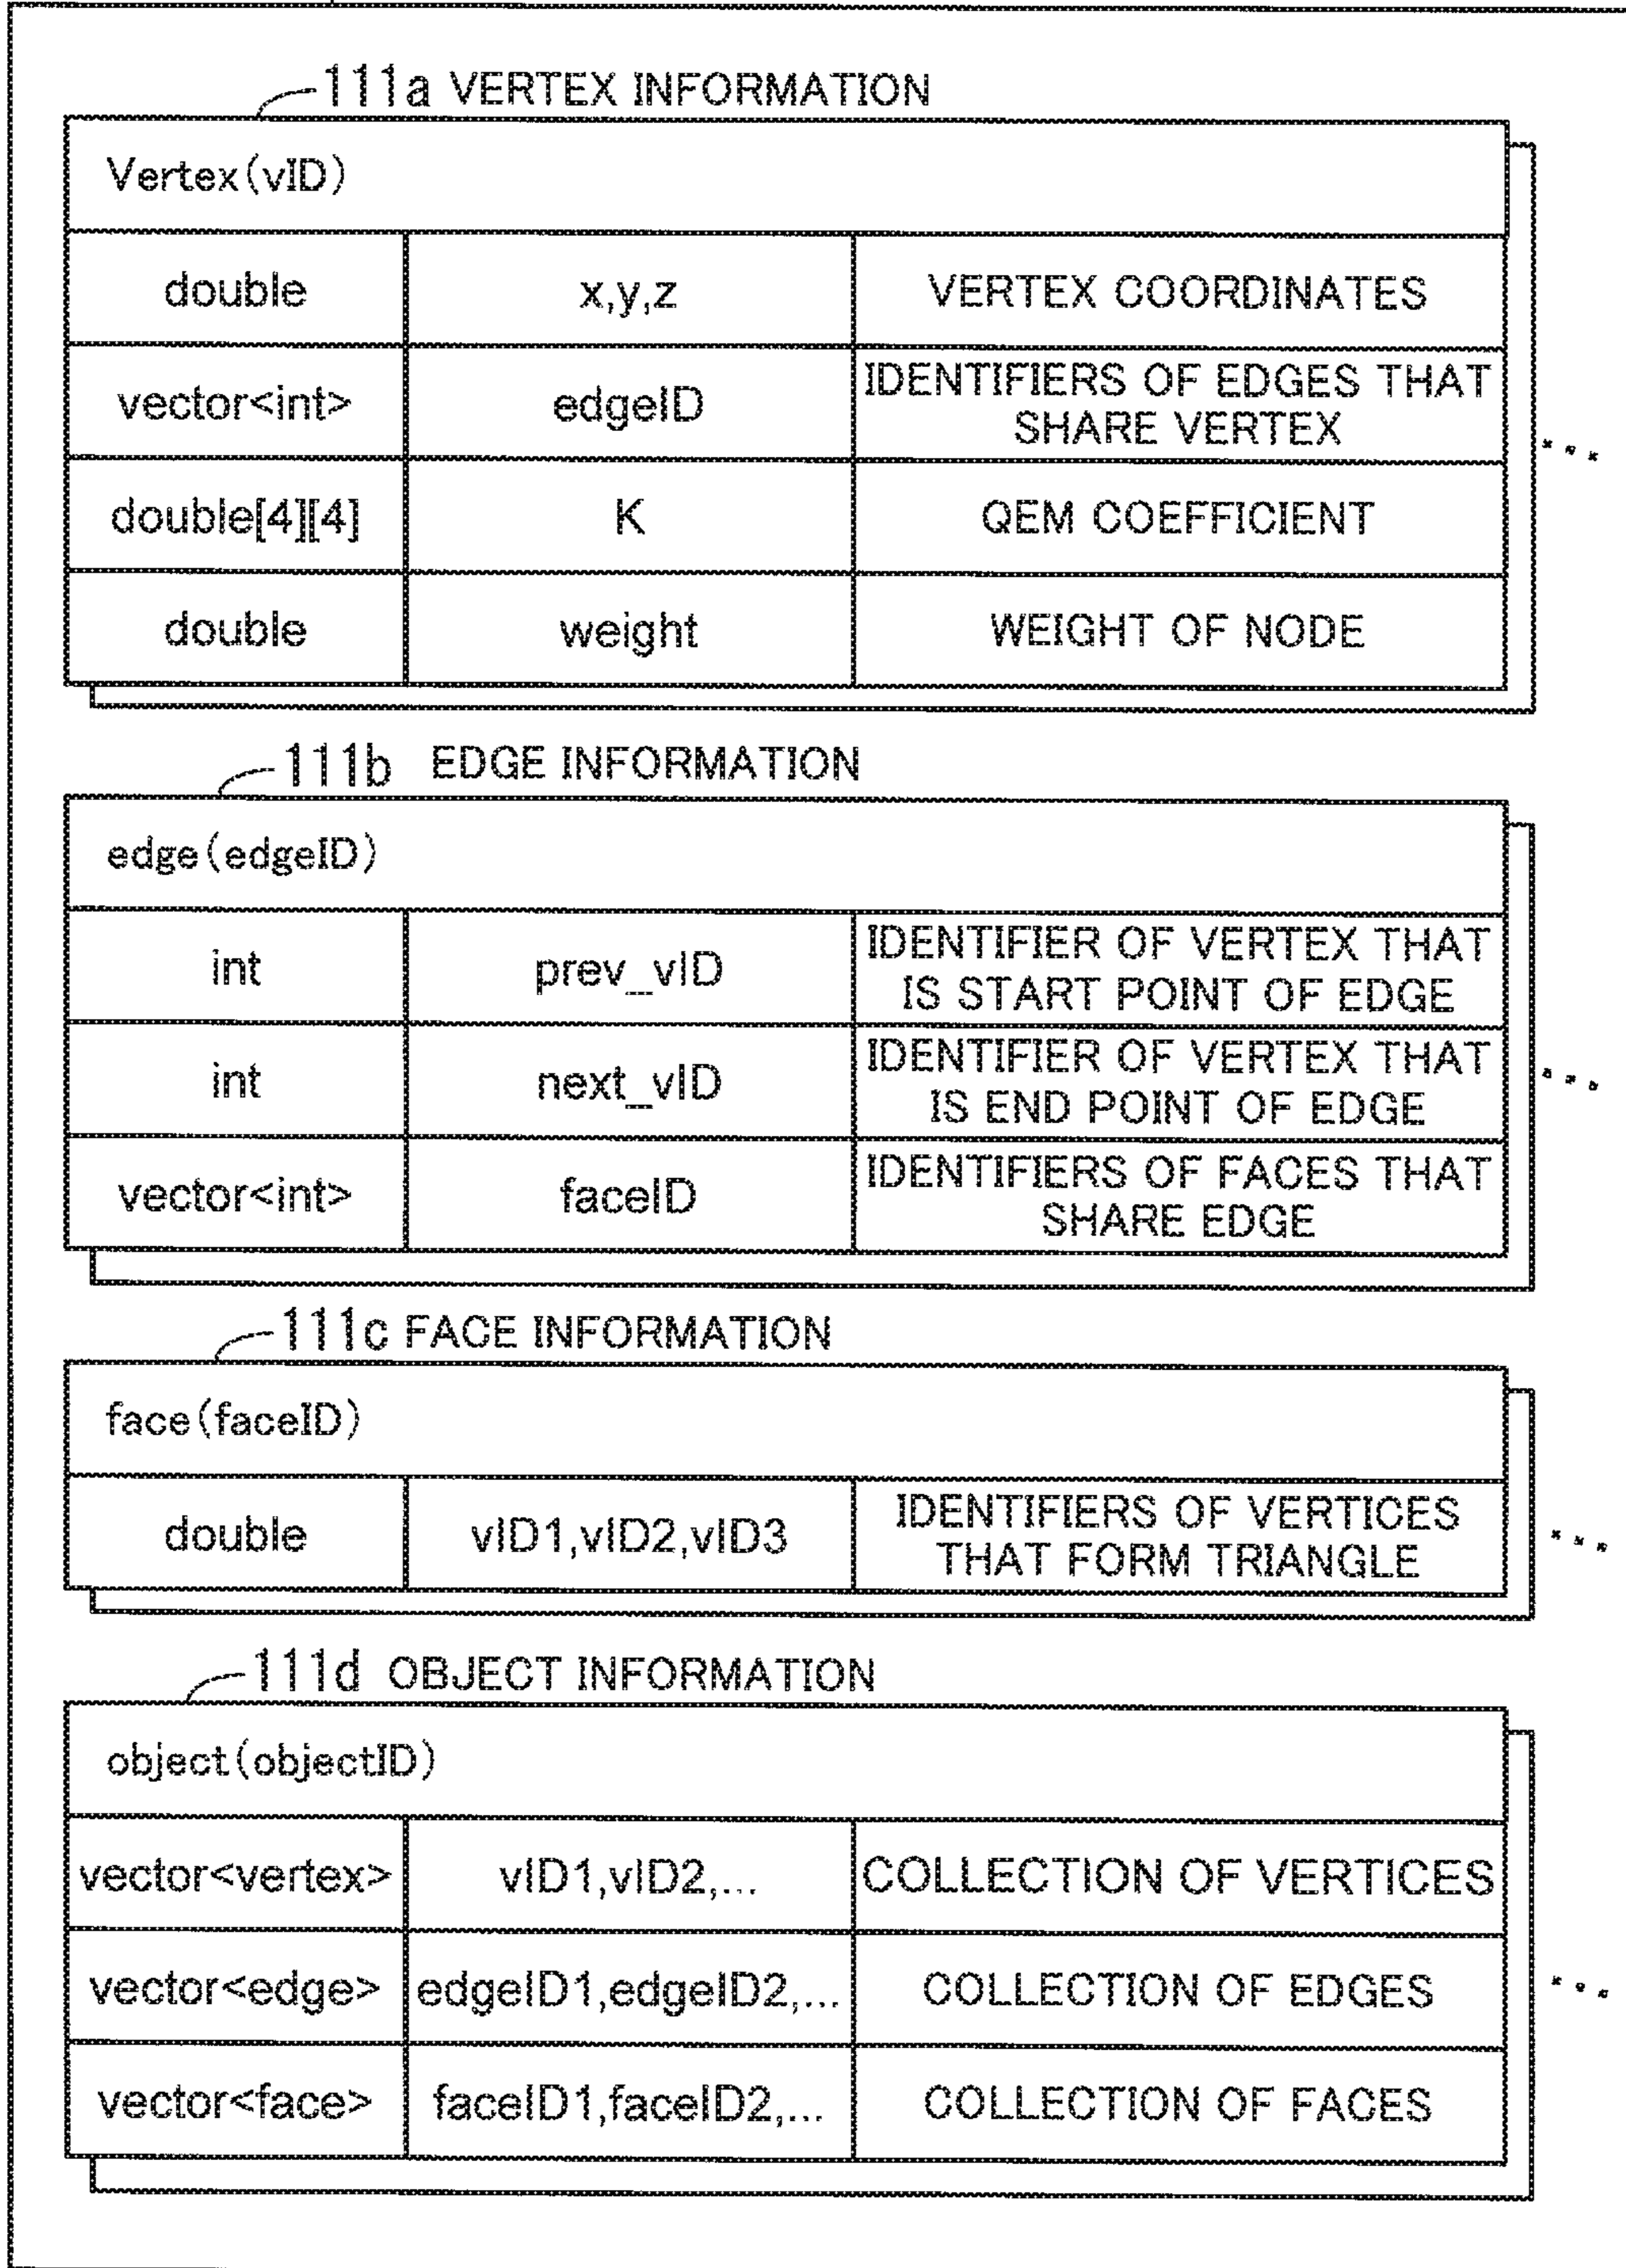 111a VERTEX INFORMATION
Vertex(vID)
double x,y,z VERTEX COORDINATES
vector<int> edgeID IDENTIFIERS OF EDGES THAT
SHARE VERTEX
double[4][4] K QEM COEFFICIENT
double weight WEIGHT OF NODE
...
111b EDGE INFORMATION
edge(edgeID)
int prev_vID IDENTIFIER OF VERTEX THAT
IS START POINT OF EDGE
int next_vID IDENTIFIER OF VERTEX THAT
IS END POINT OF EDGE
vector<int> faceID IDENTIFIERS OF FACES THAT
SHARE EDGE
...
111c FACE INFORMATION
face(faceID)
double vID1,vID2,vID3 IDENTIFIERS OF VERTICES
THAT FORM TRIANGLE
...
111d OBJECT INFORMATION
object(objectID)
vector<vertex> vID1,vID2,... COLLECTION OF VERTICES
vector<edge> edgeID1,edgeID2,... COLLECTION OF EDGES
vector<face> faceID1,faceID2,... COLLECTION OF FACES
...